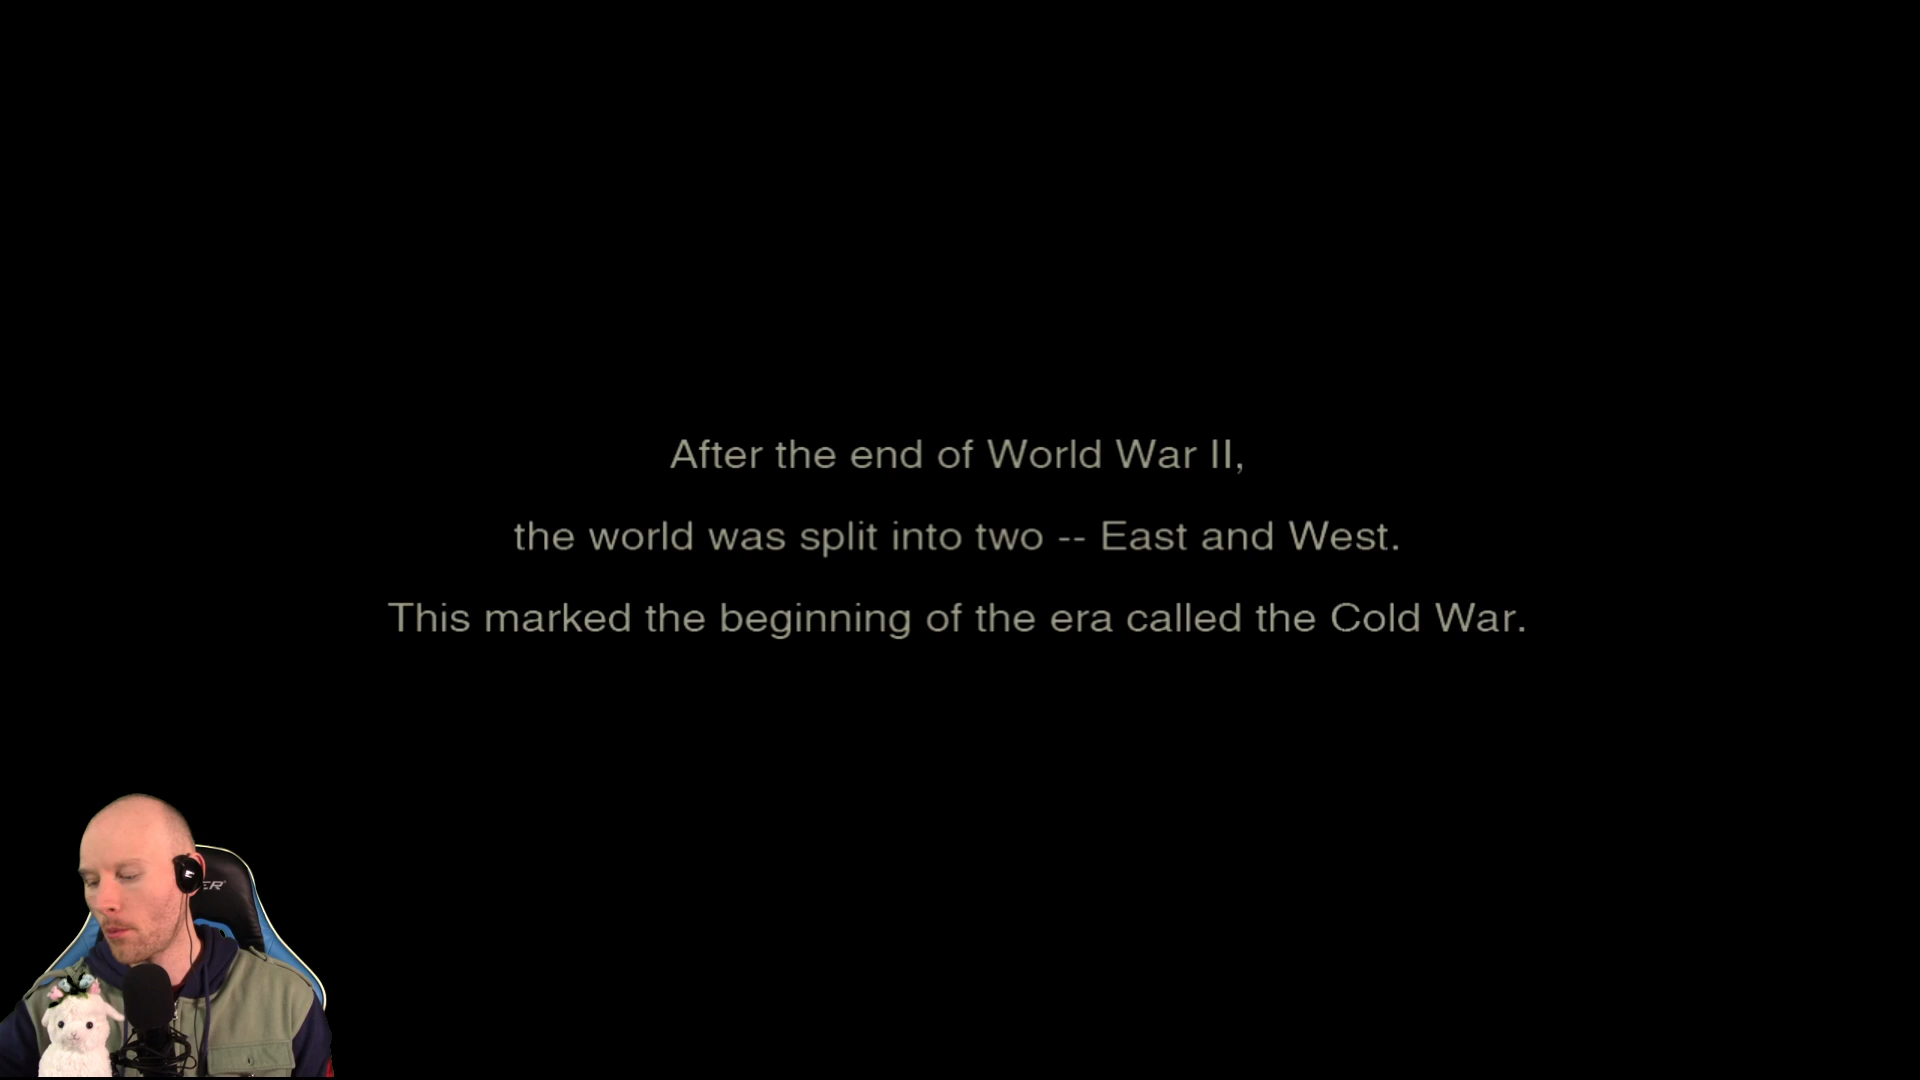 After the end of World War II,
the world was split into two -- East and West.
This marked the beginning of the era called the Cold War.
ER